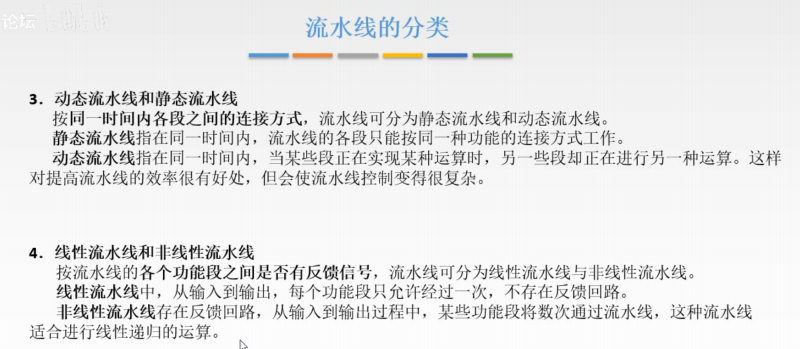 论坛
流水线的分类
3．动态流水线和静态流水线
按同一时间内各段之间的连接方式，流水线可分为静态流水线和动态流水线。
静态流水线指在同一时间内，流水线的各段只能按同一种功能的连接方式工作。
动态流水线指在同一时间内，当某些段正在实现某种运算时，另一些段却正在进行另一种运算。这样
对提高流水线的效率很有好处，但会使流水线控制变得很复杂。
4．线性流水线和非线性流水线
按流水线的各个功能段之间是否有反馈信号，流水线可分为线性流水线与非线性流水线。
线性流水线中，从输入到输出，每个功能段只允许经过一次，不存在反馈回路。
非线性流水线存在反馈回路，从输入到输出过程中，某些功能段将数次通过流水线，这种流水线
适合进行线性递归的运算。